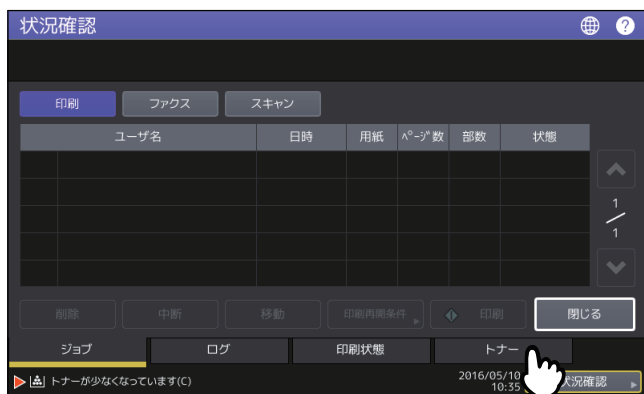 状況確認
?
印刷 ファクス スキャン
ユーザ名 日時 用紙 ﾍﾟｰｼﾞ数 部数 状態
1
1
削除 中断 移動 印刷再開条件 印刷 閉じる
ジョブ ログ 印刷状態 トナー
トナーが少なくなっています(C) 2016/05/10 状況確認
10:35